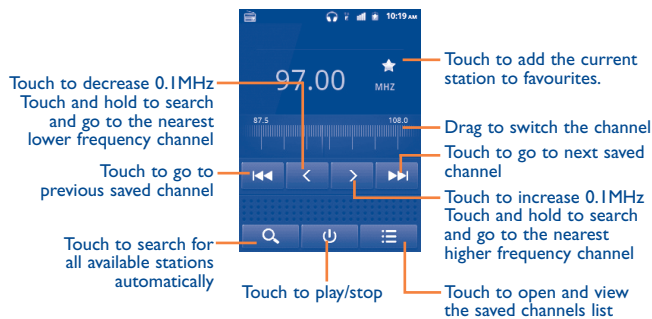 10:19 AM
97.00
MHZ
87.5
108.0
Touch to decrease 0.1MHz
Touch and hold to search
and go to the nearest
lower frequency channel
Touch to go to
previous saved channel
Touch to search for
all available stations
automatically
Touch to play/stop
Touch to add the current
station to favourites.
Drag to switch the channel
Touch to go to next saved
channel
Touch to increase 0.1MHz
Touch and hold to search
and go to the nearest
higher frequency channel
Touch to open and view
the saved channels list